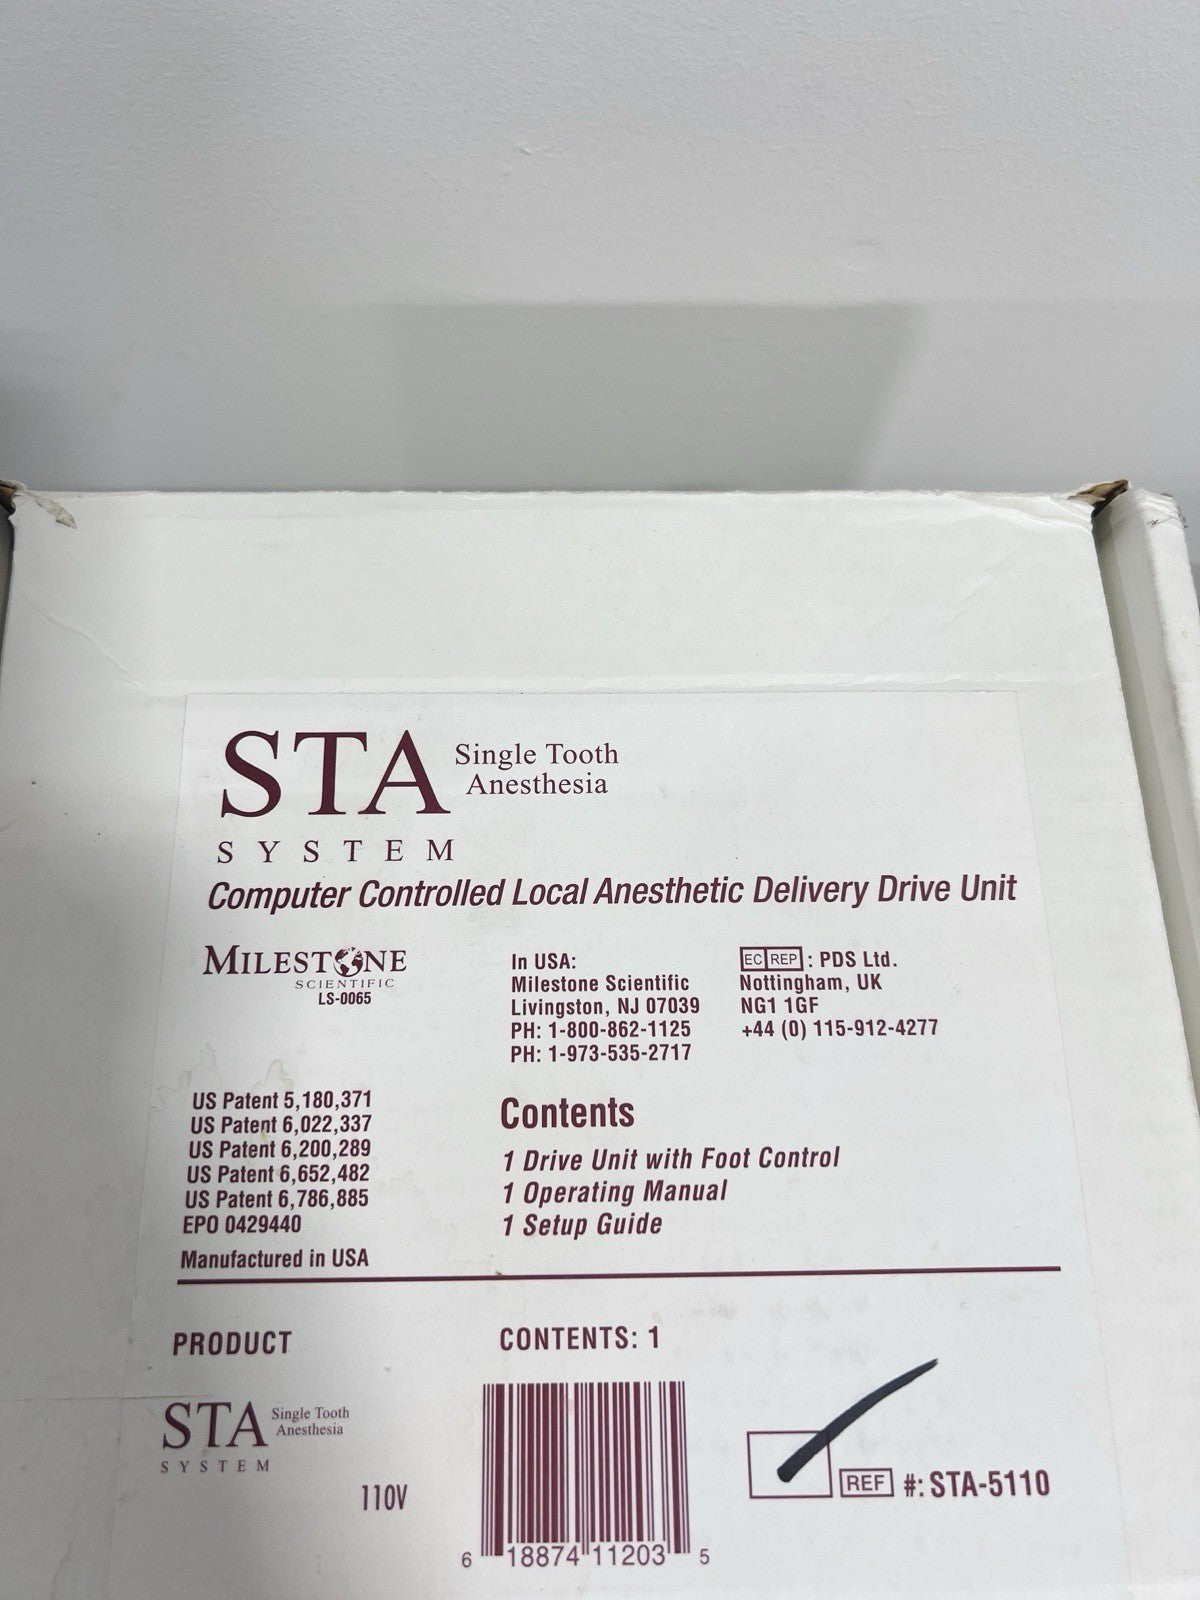 STA Single Tooth
Anesthesia
SYSTEM
Computer Controlled Local Anesthetic Delivery Drive Unit
MILESTONE
SCIENTIFIC
LS-0065
In USA:
Milestone Scientific
Livingston, NJ 07039
PH: 1-800-862-1125
PH: 1-973-535-2717
EC REP : PDS Ltd.
Nottingham, UK
NG1 1GF
+44 (0) 115-912-4277
US Patent 5,180,371
US Patent 6,022,337
US Patent 6,200,289
US Patent 6,652,482
US Patent 6,786,885
EPO 0429440
Manufactured in USA
Contents
1 Drive Unit with Foot Control
1 Operating Manual
1 Setup Guide
PRODUCT
STA Single Tooth
Anesthesia
SYSTEM
110V
CONTENTS: 1
6 18874 11203 5
REF #: STA-5110